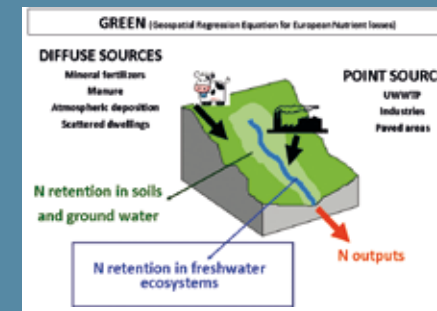 GREEN (Geospatial Regression Equation for European Nutrient losses)
DIFFUSE SOURCES
Mineral fertilizers
Manure
Atmospheric deposition
Scattered dwellings
POINT SOURC
UWWTP
Industries
Paved areas
N retention in soils
and ground water
N retention in freshwater
ecosystems
N outputs